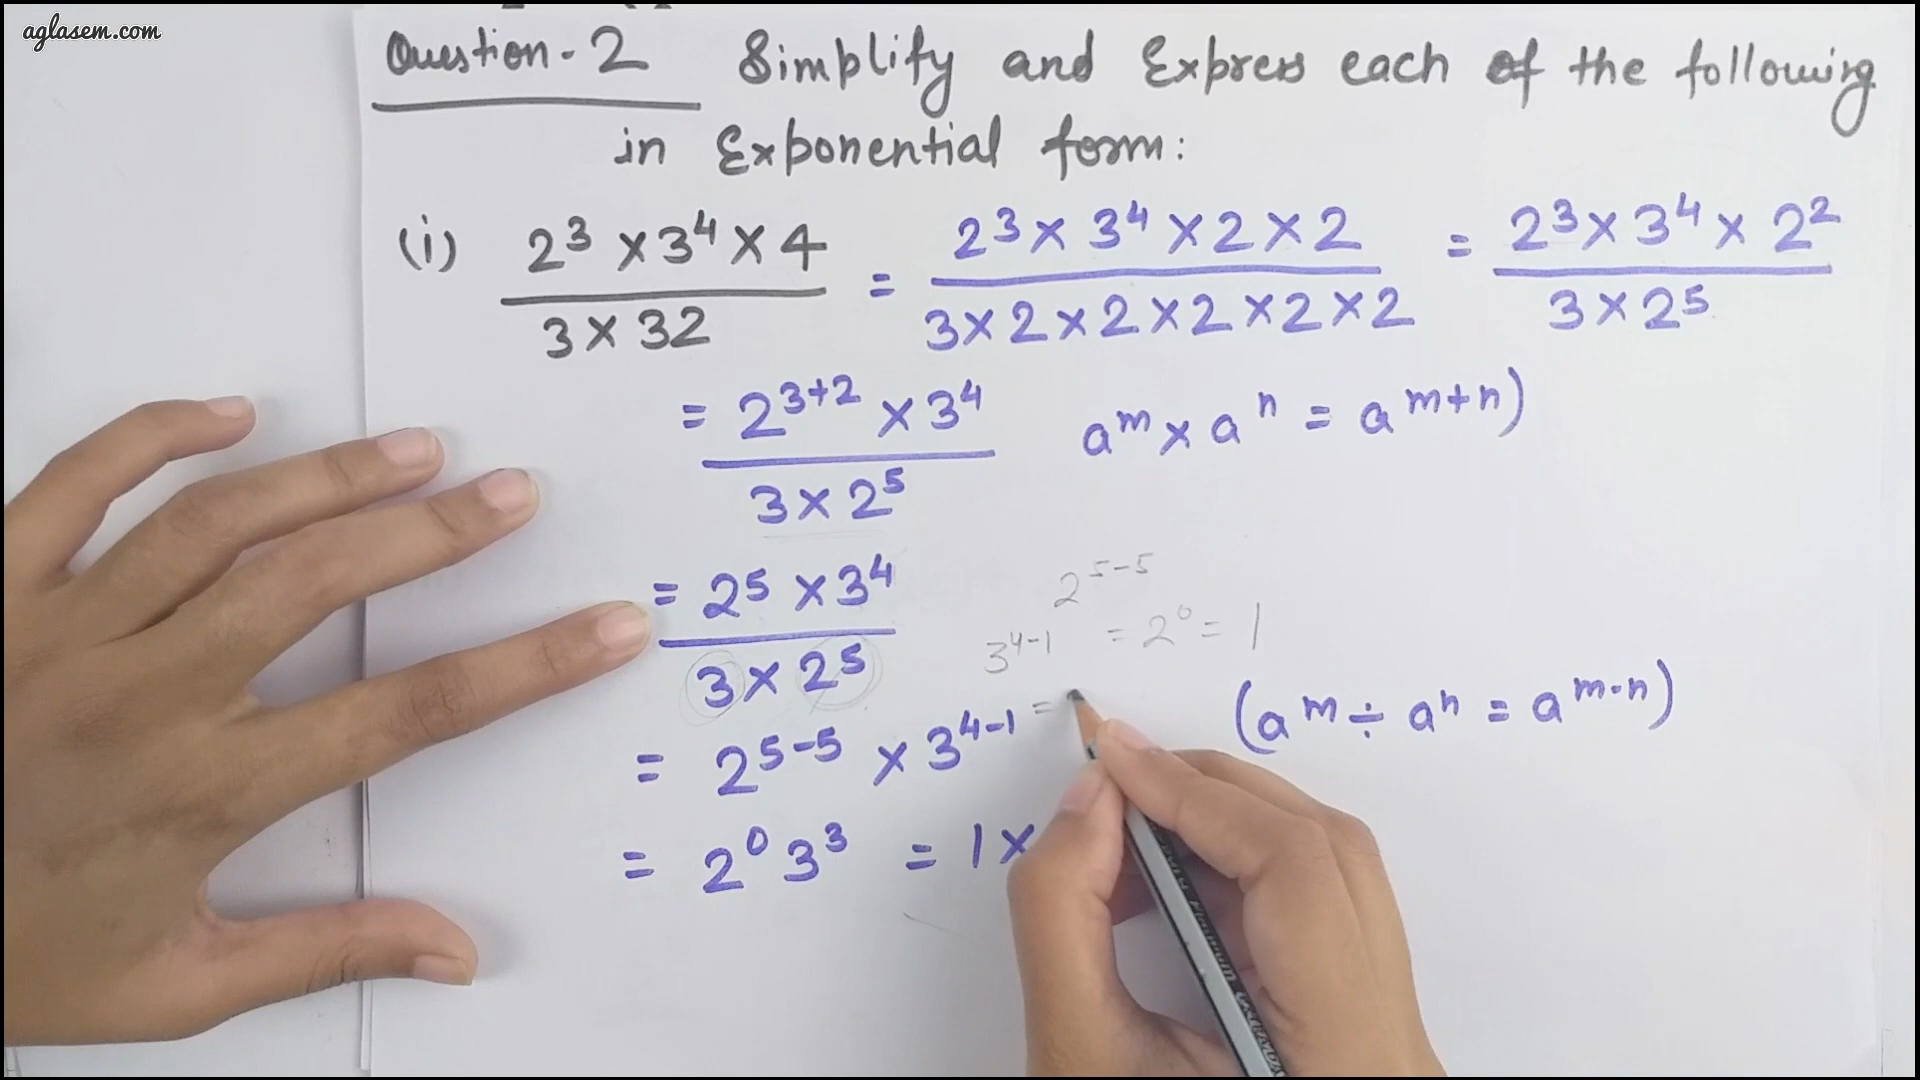 aglasem.com
Question-2 Simplify and Express each of the following
in Exponential form:
(i) 2³ × 3⁴ × 4 / 3 × 32 = 2³ × 3⁴ × 2 × 2 / 3 × 2 × 2 × 2 × 2 × 2 = 2³ × 3⁴ × 2² / 3 × 2⁵
= 2³⁺² × 3⁴ / 3 × 2⁵ aᵐ × aⁿ = aᵐ⁺ⁿ)
= 2⁵ × 3⁴ / 3 × 2⁵
2⁵⁻⁵
3⁴⁻¹ = 2⁰ = 1
=
= 2⁵⁻⁵ × 3⁴⁻¹ (aᵐ ÷ aⁿ = aᵐ⁻ⁿ)
= 2⁰ 3³ = 1 ×